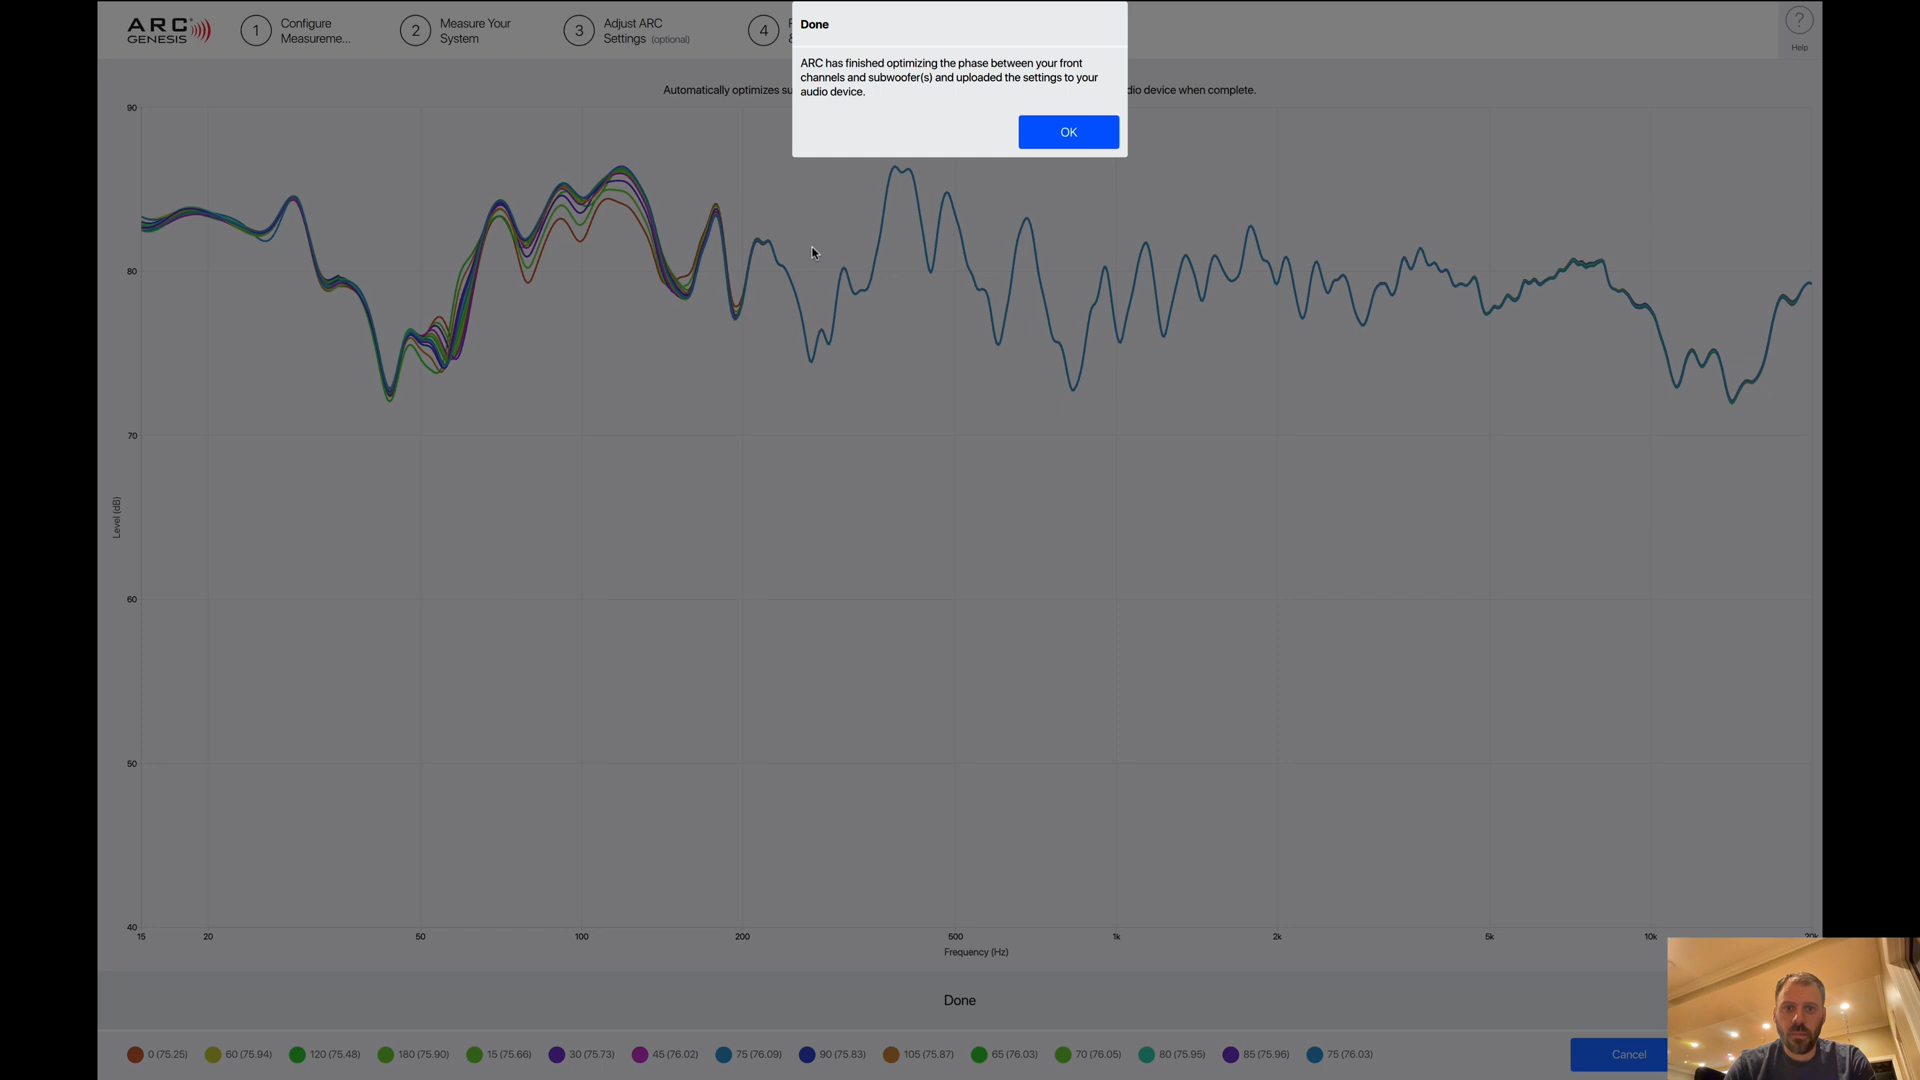 ARC
GENESIS
1
Configure
Measureme...
2
Measure Your
System
3
Adjust ARC
Settings (optional)
4
Done
ARC has finished optimizing the phase between your front
channels and subwoofer(s) and uploaded the settings to your
audio device.
OK
?
Help
Automatically optimizes
dio device when complete.
90
80
70
60
50
40
Level (dB)
15
20
50
100
200
500
1k
2k
5k
10k
Frequency (Hz)
Done
0 (75.25)
60 (75.94)
120 (75.48)
180 (75.90)
15 (75.66)
30 (75.73)
45 (76.02)
75 (76.09)
90 (75.83)
105 (75.87)
65 (76.03)
70 (76.05)
80 (75.95)
85 (75.96)
75 (76.03)
Cancel